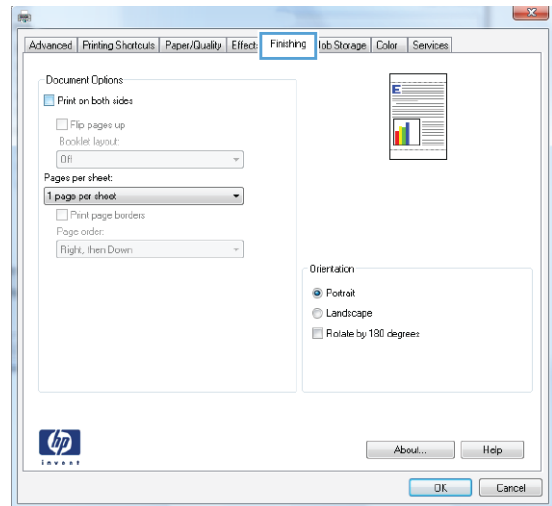 Advanced Printing Shortcuts Paper/Quality Effects Finishing Job Storage Color Services
Document Options
Print on both sides
Flip pages up
Booklet layout:
Off
Pages per sheet:
1 page per sheet
Print page borders
Page order:
Right, then Down
E
Orientation
Portrait
Landscape
Rotate by 180 degrees
hp
invent
About... Help
OK Cancel